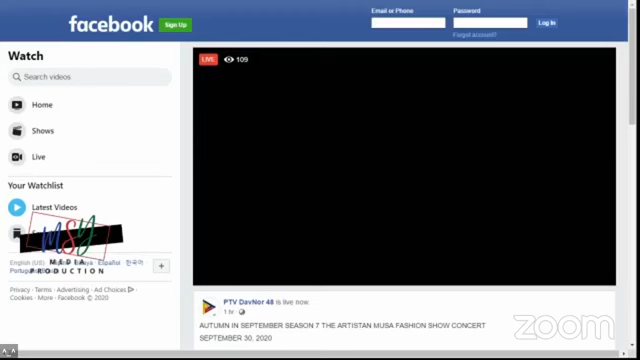 facebook
Sign Up
Email or Phone
Password
Log In
Forgot account?
Watch
Search videos
Home
Shows
Live
Your Watchlist
Latest Videos
MSY
MEDIA
PRODUCTION
English (US)
Español
한국어
Português
Privacy · Terms · Advertising · Ad Choices
Cookies · More · Facebook © 2020
LIVE
109
PTV DavNor 48 is live now.
1 hr ·
AUTUMN IN SEPTEMBER SEASON 7 THE ARTISTAN MUSA FASHION SHOW CONCERT
SEPTEMBER 30, 2020
zoom